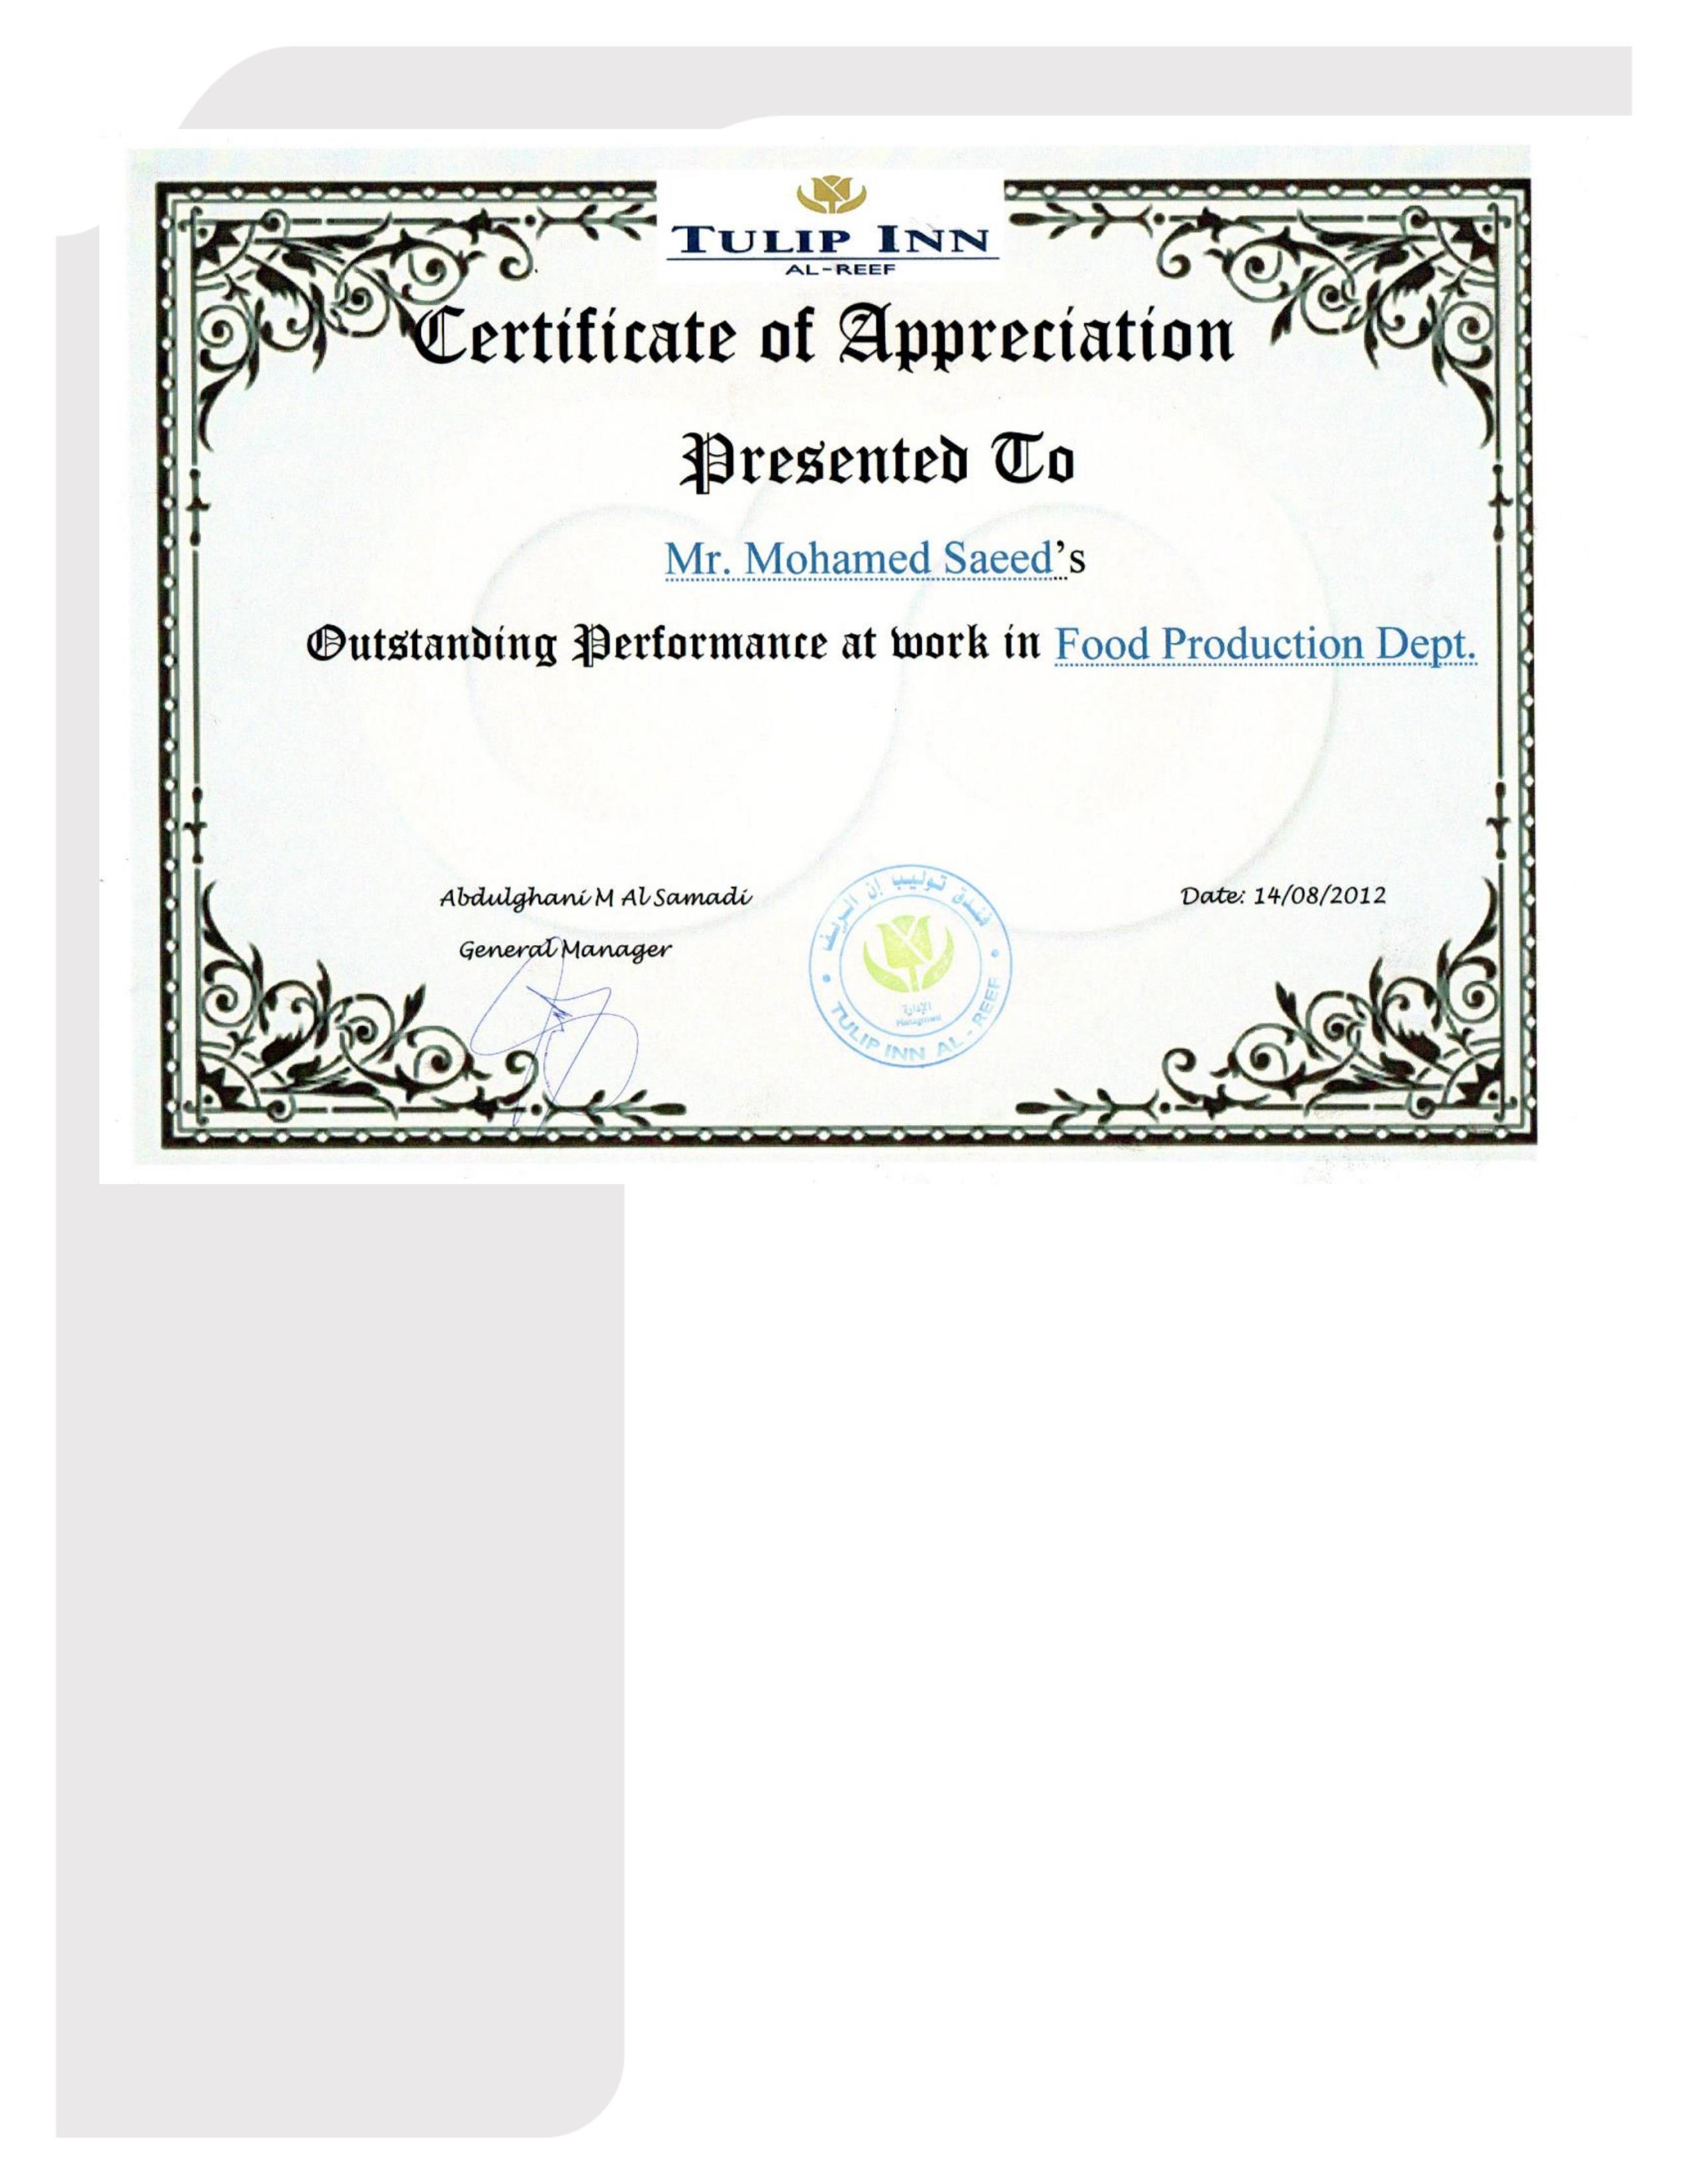 TULIP INN
AL-REEF
Certificate of Appreciation
Presented To
Mr. Mohamed Saeed's
Outstanding Performance at work in Food Production Dept.
Abdulghani M Al Samadi
General Manager
Date: 14/08/2012
فندق توليب إن الريف
الإدارة
Management
TULIP INN AL-REEF